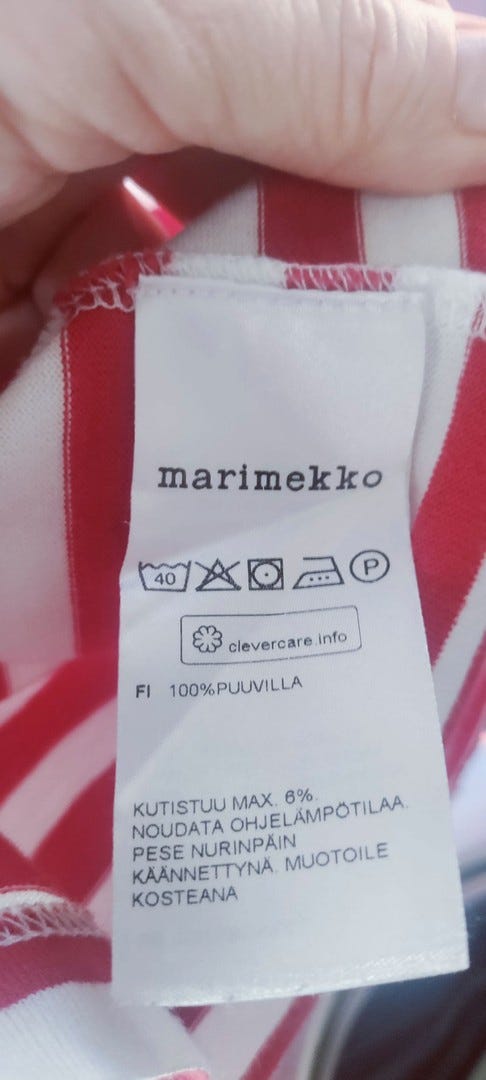 marimekko
40 P
clevercare.info
FI 100%PUUVILLA
KUTISTUU MAX. 6%.
NOUDATA OHJELÄMPÖTILAA.
PESE NURINPÄIN
KÄÄNNETTYNÄ. MUOTOILE
KOSTEANA